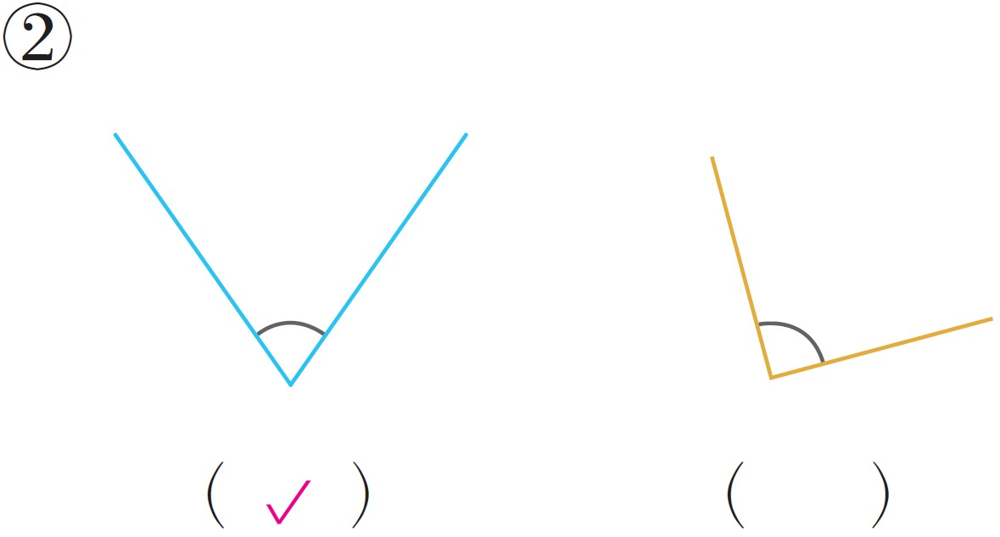 ②
( ✓ ) ( )